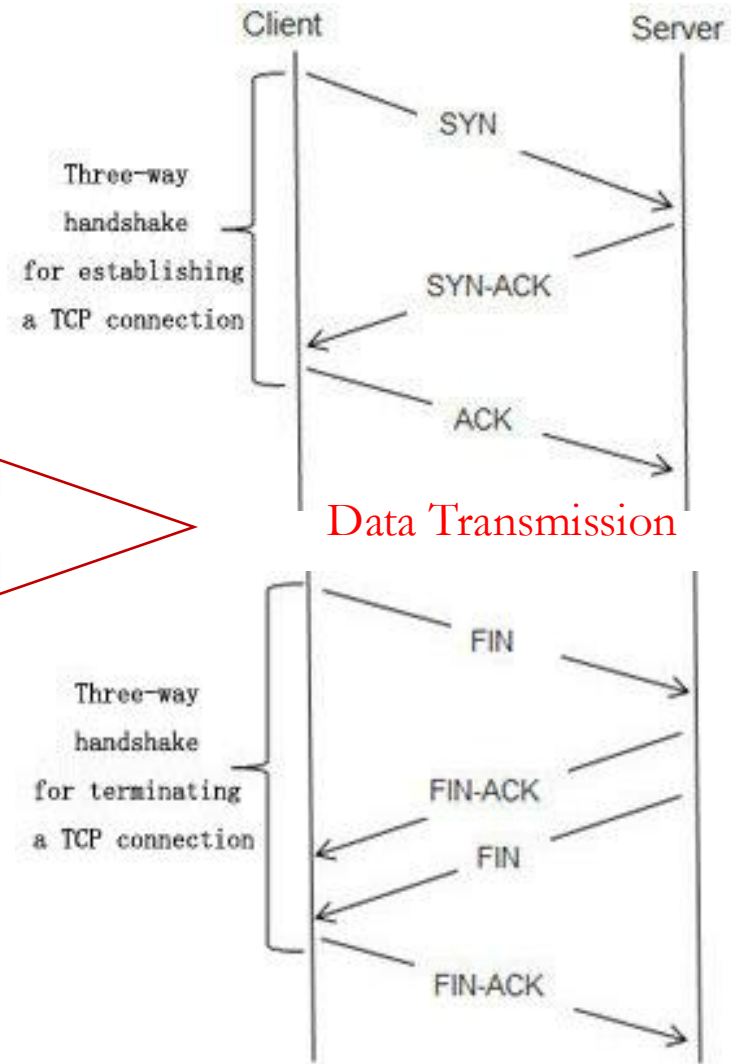 Client
Server
SYN
Three-way
handshake
for establishing
a TCP connection
SYN-ACK
ACK
Data Transmission
FIN
Three-way
handshake
for terminating
a TCP connection
FIN-ACK
FIN
FIN-ACK